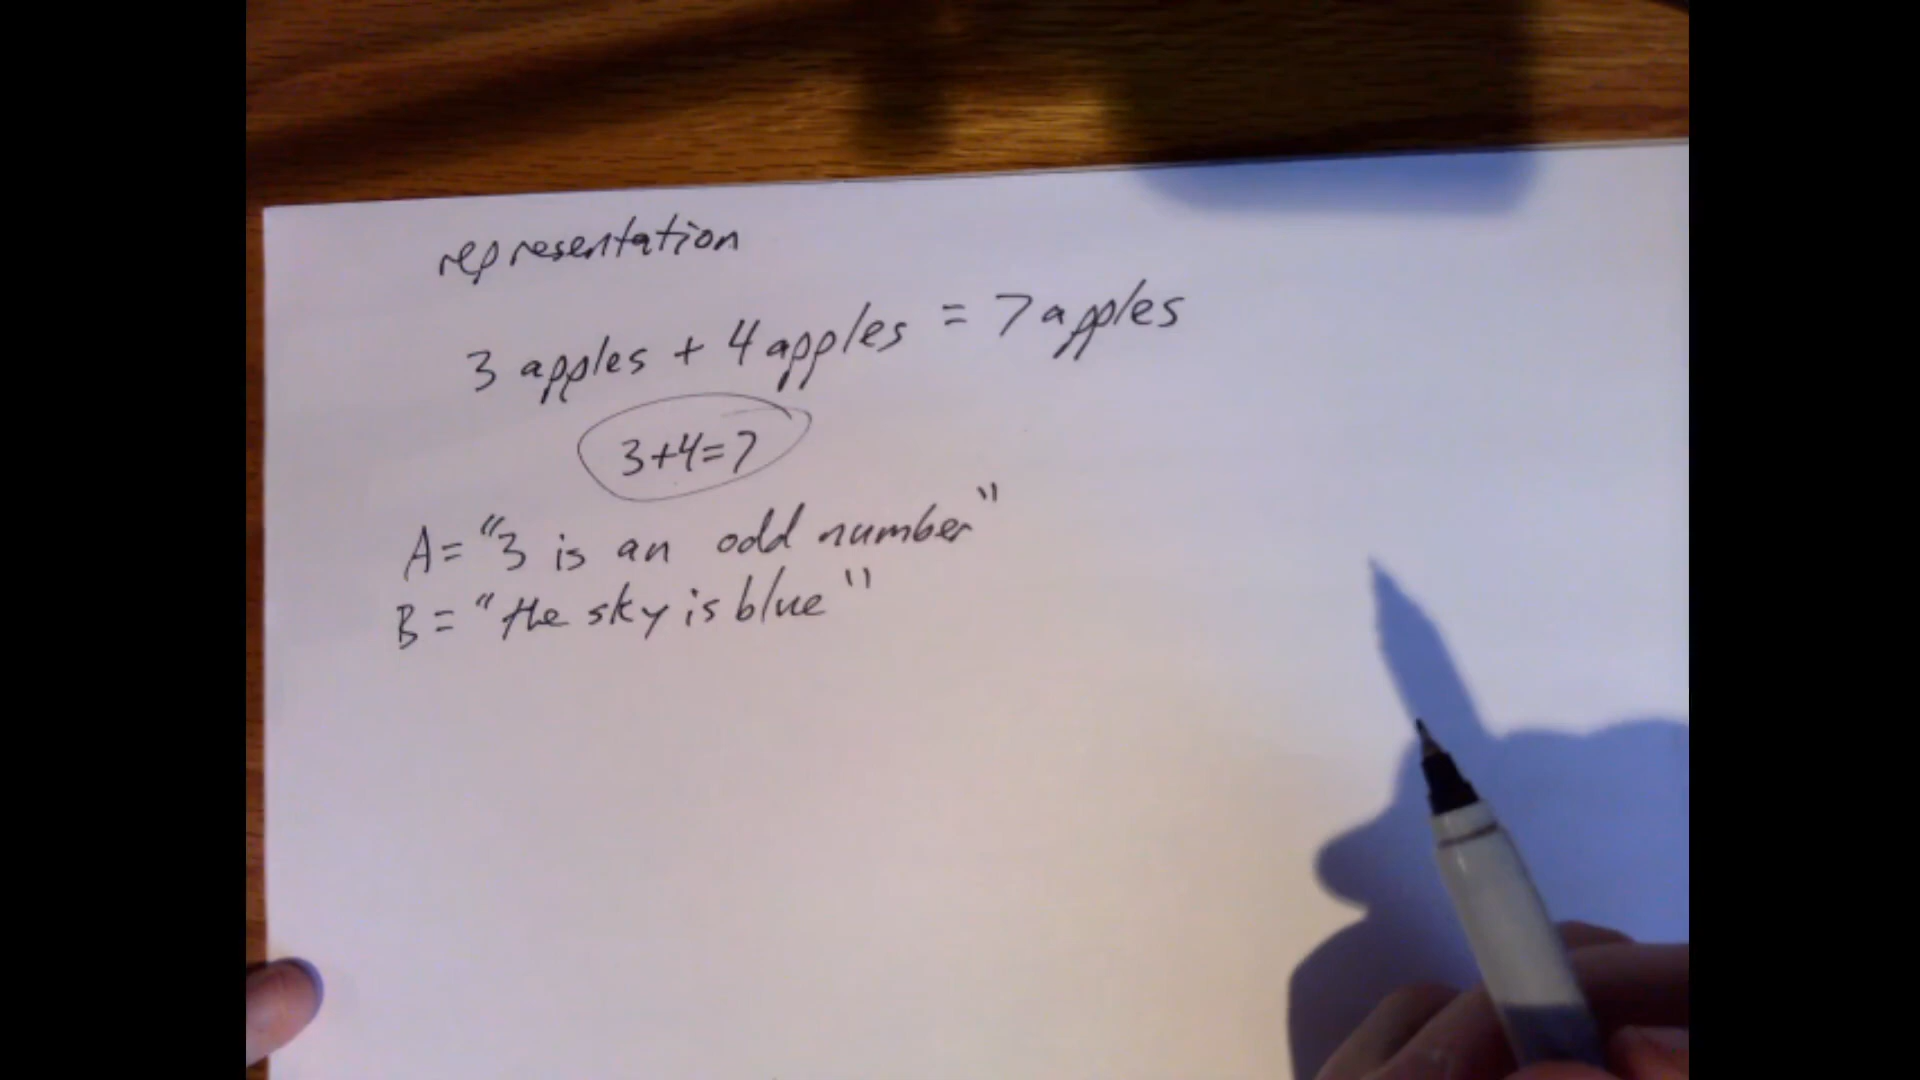 representation
3 apples + 4 apples = 7 apples
3+4=7
A = "3 is an odd number"
B = "the sky is blue"